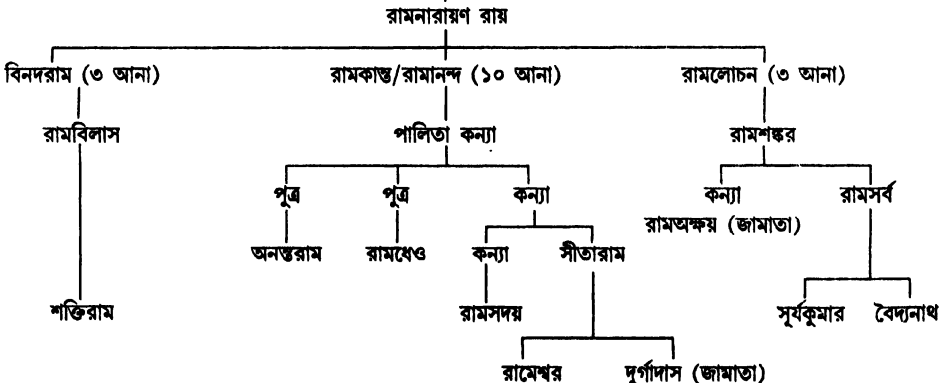 রামনারায়ণ রায়
বিনদরাম (৩ আনা) রামকান্ত/রামানন্দ (১০ আনা) রামলোচন (৩ আনা)
রামবিলাস পালিতা কন্যা রামশঙ্কর
পুত্র পুত্র কন্যা কন্যা রামসর্ব
রামঅক্ষয় (জামাতা)
অনন্তরাম রামধেও কন্যা সীতারাম
শক্তিরাম রামসদয় সূর্যকুমার বৈদ্যনাথ
রামেশ্বর দুর্গাদাস (জামাতা)